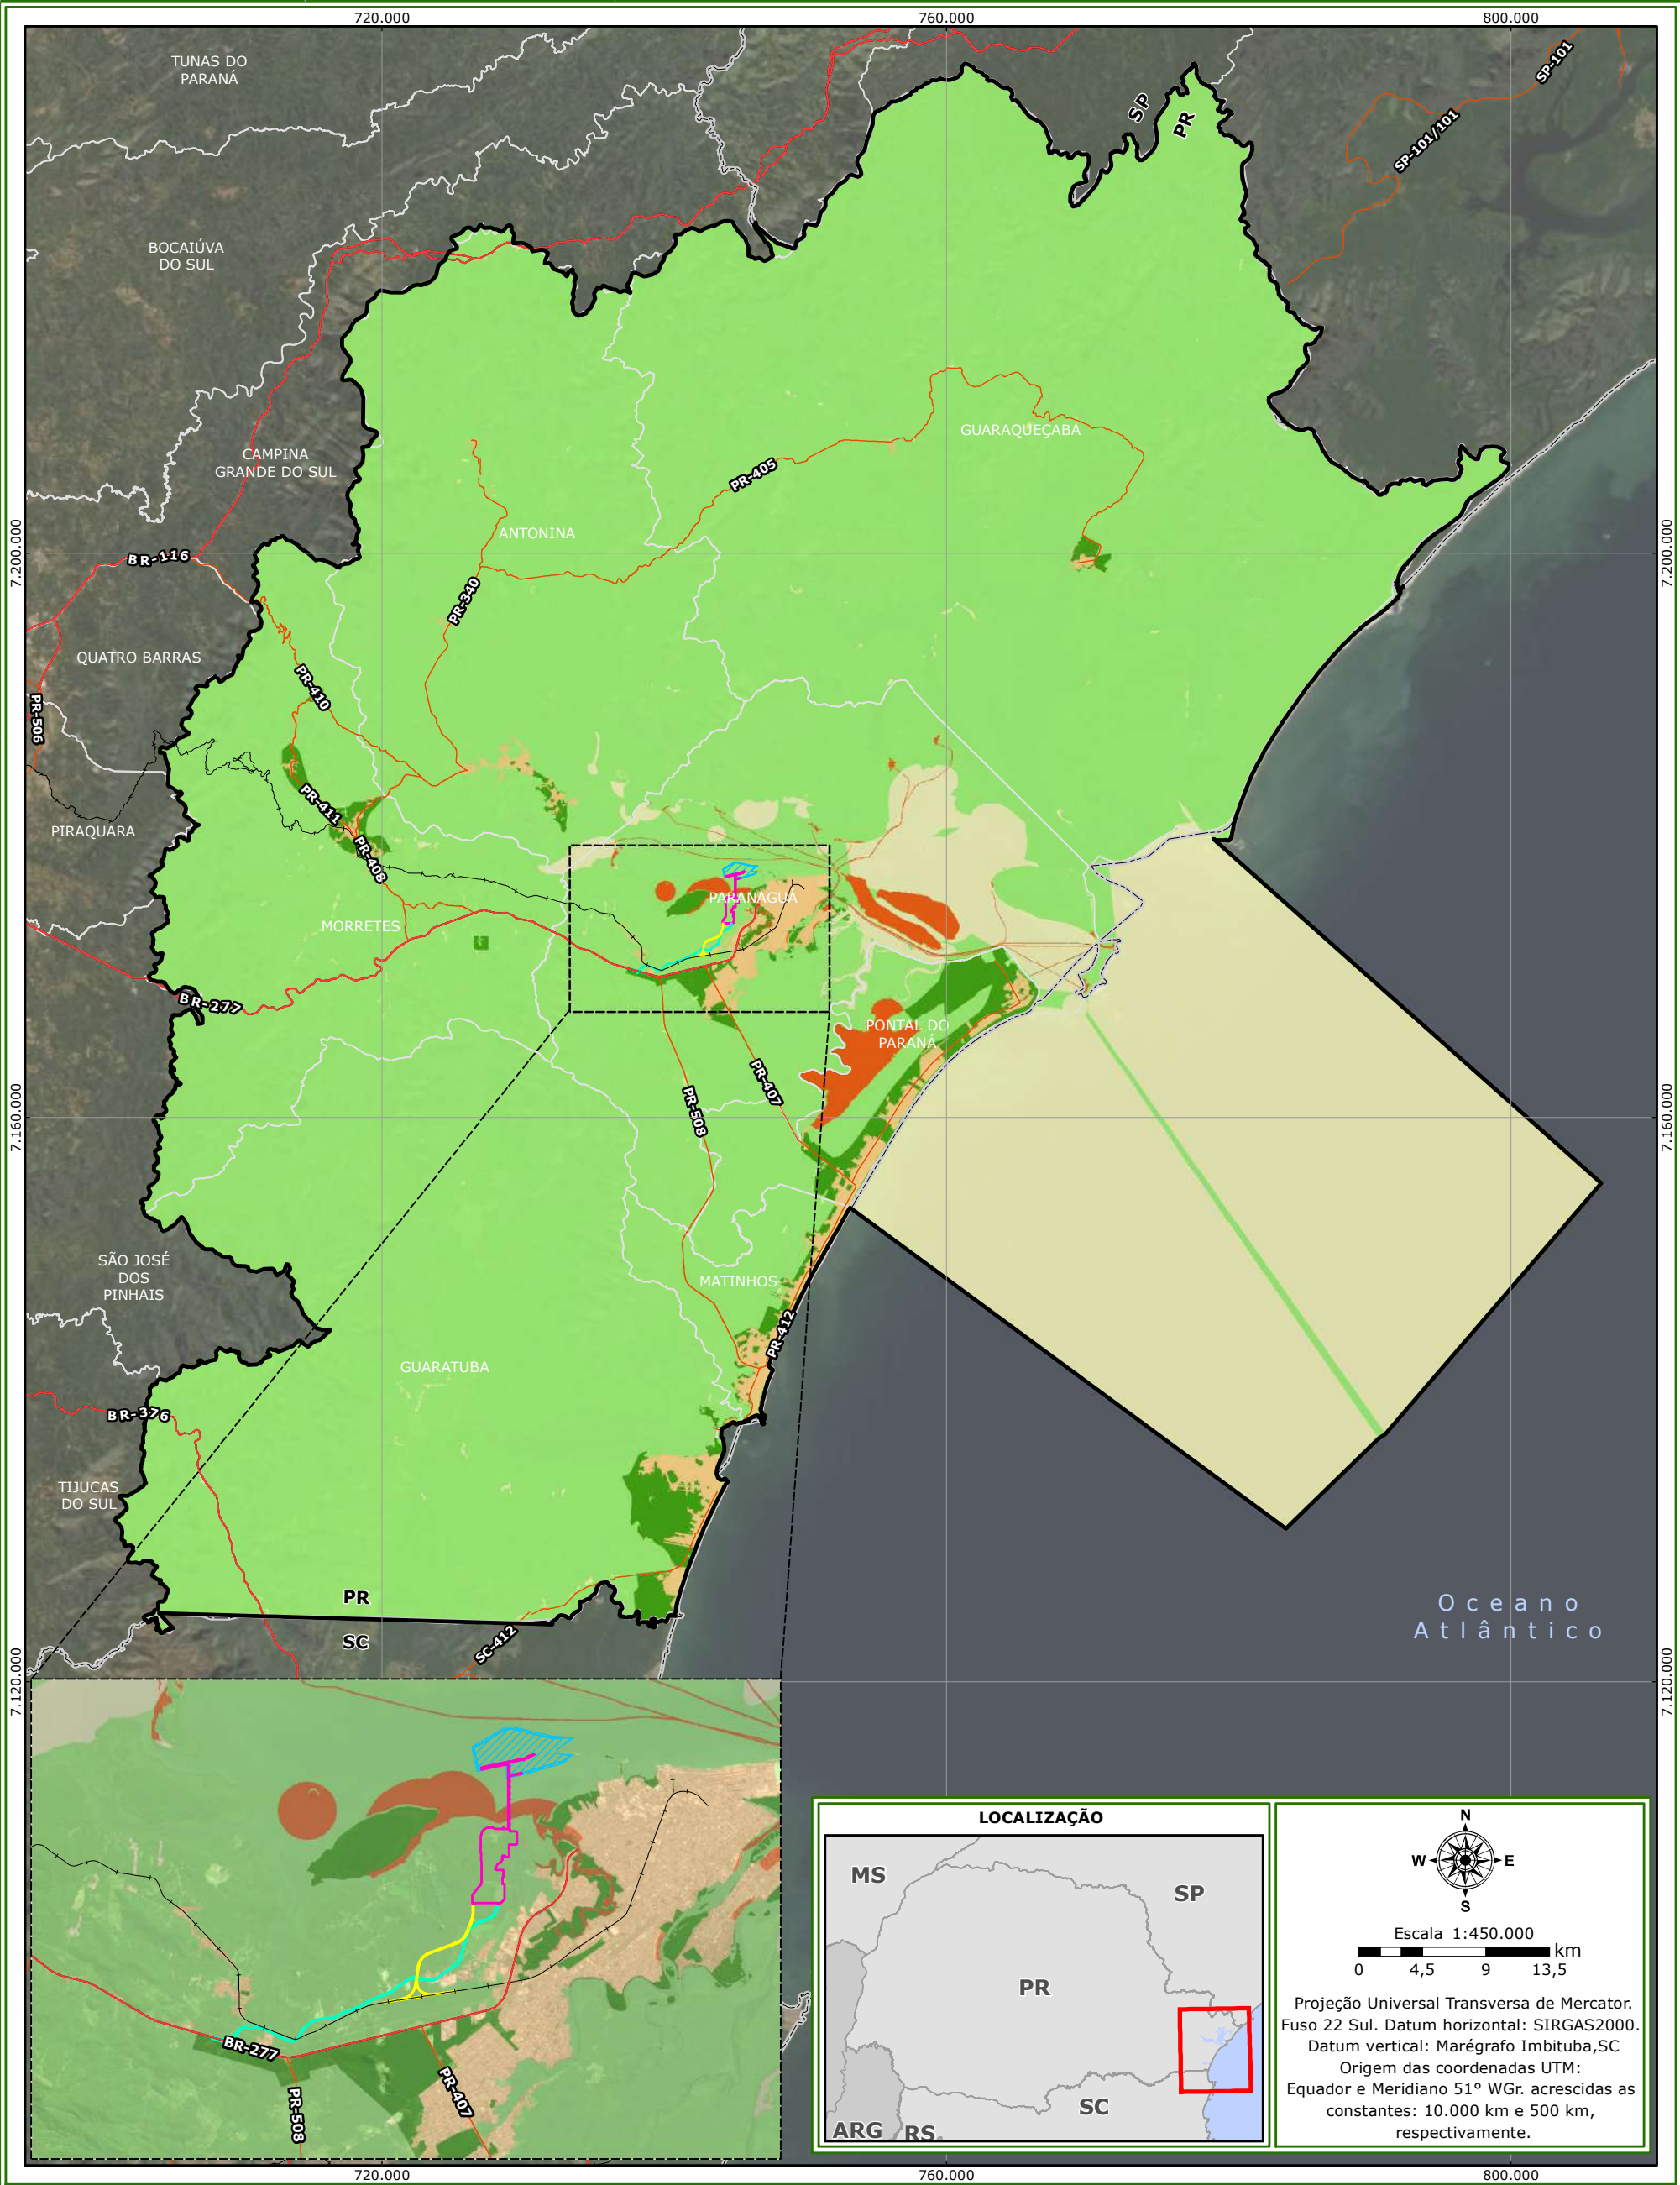 720.000
760.000
800.000
TUNAS DO
PARANÁ
SP
PR
SP-101
SP-101/101
BOCAIÚVA
DO SUL
CAMPINA
GRANDE DO SUL
GUARAQUEÇABA
PR-405
ANTONINA
7.200.000
7.200.000
BR-116
PR-340
QUATRO BARRAS
PR-410
PR-506
PR-411
PIRAQUARA
PR-408
PARANAGUÁ
MORRETES
BR-277
PONTAL DO
PARANÁ
PR-407
PR-508
7.160.000
7.160.000
SÃO JOSÉ
DOS
PINHAIS
MATINHOS
PR-412
GUARATUBA
BR-376
TIJUCAS
DO SUL
PR
SC
SC-412
Oceano
Atlântico
7.120.000
7.120.000
BR-277
PR-508
PR-407
LOCALIZAÇÃO
MS
SP
PR
SC
ARG
RS
N
W
E
S
Escala 1:450.000
km
0 4,5 9 13,5
Projeção Universal Transversa de Mercator.
Fuso 22 Sul. Datum horizontal: SIRGAS2000.
Datum vertical: Marégrafo Imbituba,SC
Origem das coordenadas UTM:
Equador e Meridiano 51° WGr. acrescidas as
constantes: 10.000 km e 500 km,
respectivamente.
720.000
760.000
800.000